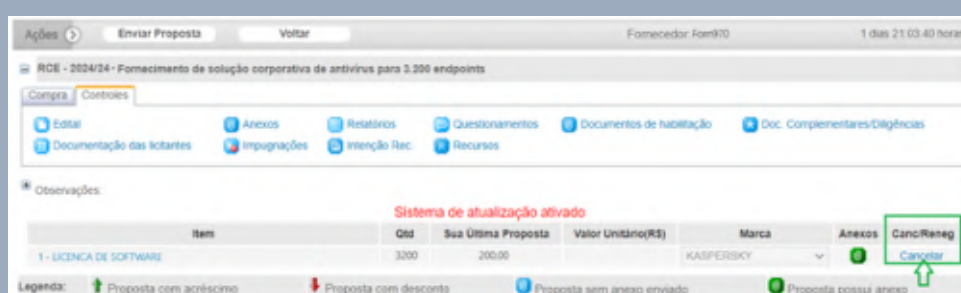 Ações Enviar Proposta Voltar Fornecedor Forn970 1 dias 21:03:40 horas
RCE - 2024/24 - Fornecimento de solução corporativa de antivírus para 3.200 endpoints
Compra Controles
Edital Anexos Relatórios Questionamentos Documentos de habilitação Doc. Complementares/Diligências
Documentação das licitantes Impugnações Intenção Rec. Recursos
Observações:
Sistema de atualização ativado
Item Qtd Sua Última Proposta Valor Unitário(R$) Marca Anexos Canc/Reneg
1 - LICENCA DE SOFTWARE 3200 200,00 KASPERSKY Cancelar
Legenda: Proposta com acréscimo Proposta com desconto Proposta sem anexo enviado Proposta possui anexo